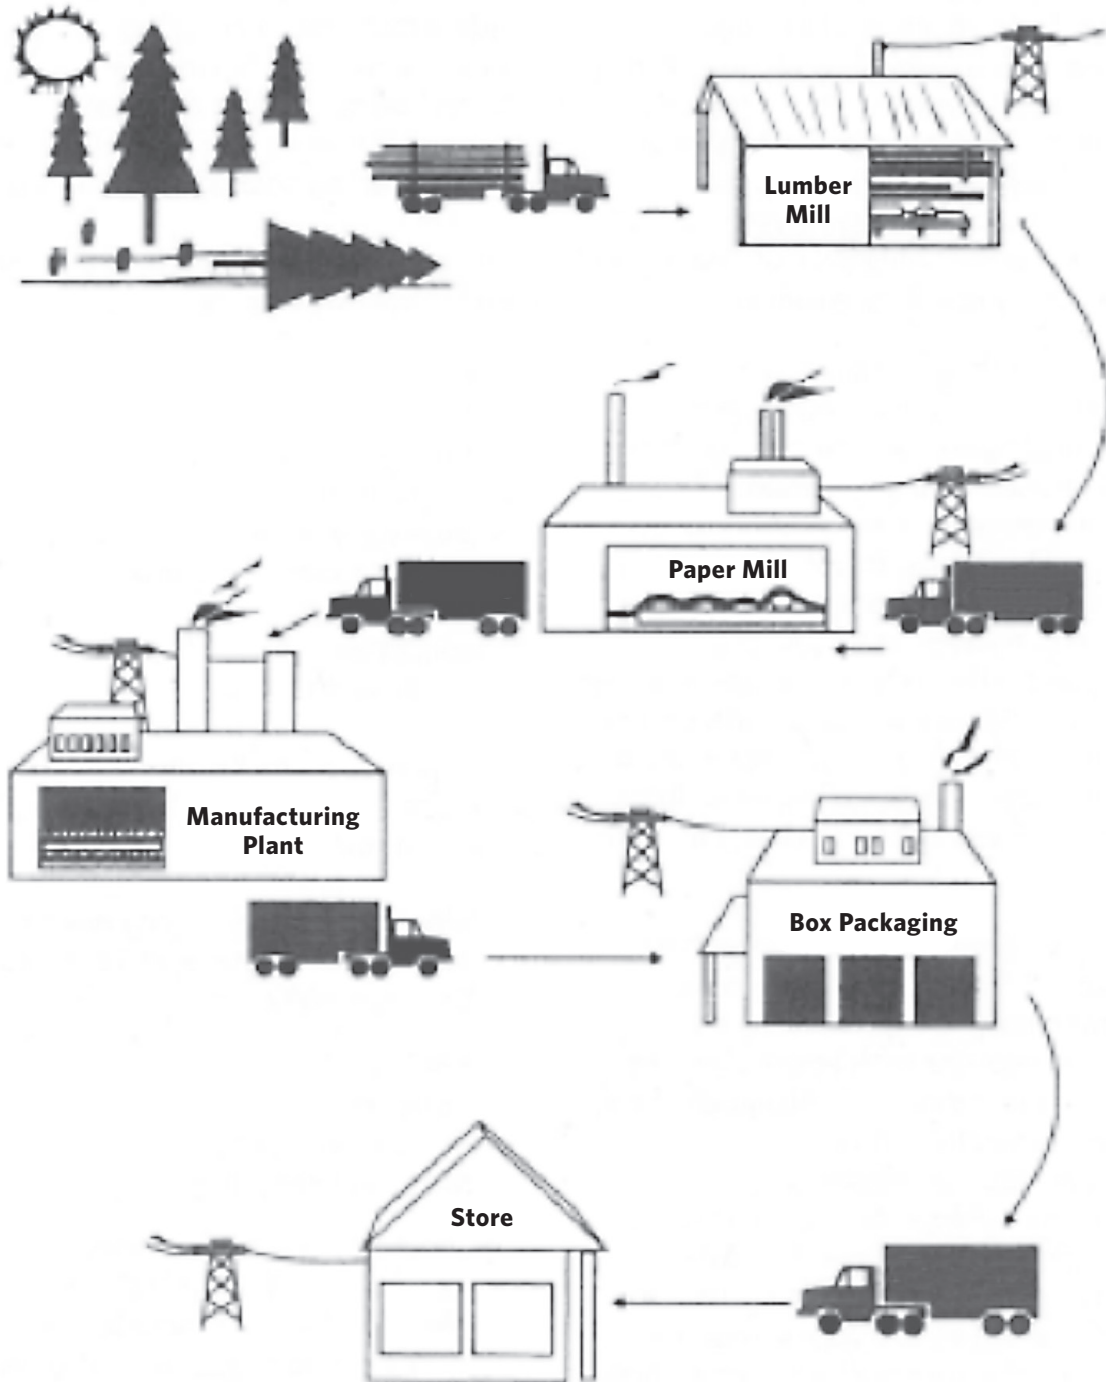 Lumber
Mill
Paper Mill
Manufacturing
Plant
Box Packaging
Store